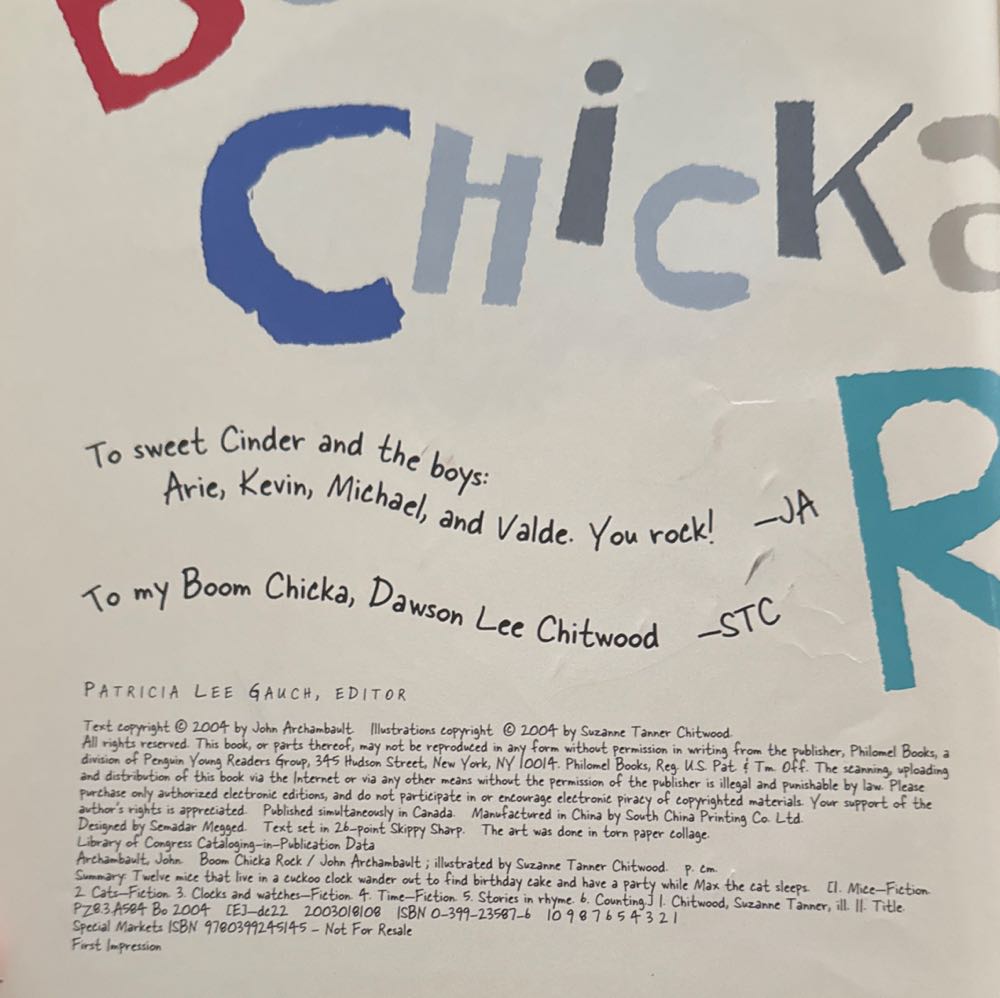 Chicka
R
To sweet Cinder and the boys:
Arie, Kevin, Michael, and Valde. You rock! —JA
To my Boom Chicka, Dawson Lee Chitwood —STC
PATRICIA LEE GAUCH, EDITOR
Text copyright © 2004 by John Archambault. Illustrations copyright © 2004 by Suzanne Tanner Chitwood.
All rights reserved. This book, or parts thereof, may not be reproduced in any form without permission in writing from the publisher, Philomel Books, a
division of Penguin Young Readers Group, 345 Hudson Street, New York, NY 10014. Philomel Books, Reg. U.S. Pat. & Tm. Off. The scanning, uploading
and distribution of this book via the Internet or via any other means without the permission of the publisher is illegal and punishable by law. Please
purchase only authorized electronic editions, and do not participate in or encourage electronic piracy of copyrighted materials. Your support of the
author's rights is appreciated. Published simultaneously in Canada. Manufactured in China by South China Printing Co. Ltd.
Designed by Semadar Megged. Text set in 26-point Skippy Sharp. The art was done in torn paper collage.
Library of Congress Cataloging-in-Publication Data
Archambault, John. Boom Chicka Rock / John Archambault ; illustrated by Suzanne Tanner Chitwood. p. cm.
Summary: Twelve mice that live in a cuckoo clock wander out to find birthday cake and have a party while Max the cat sleeps. [1. Mice—Fiction.
2. Cats—Fiction. 3. Clocks and watches—Fiction. 4. Time—Fiction. 5. Stories in rhyme. 6. Counting.] I. Chitwood, Suzanne Tanner, ill. II. Title.
PZ8.3.A584 Bo 2004 [E]—dc22 2003018108 ISBN 0-399-23587-6 10 9 8 7 6 5 4 3 2 1
Special Markets ISBN 9780399245145 - Not For Resale
First Impression